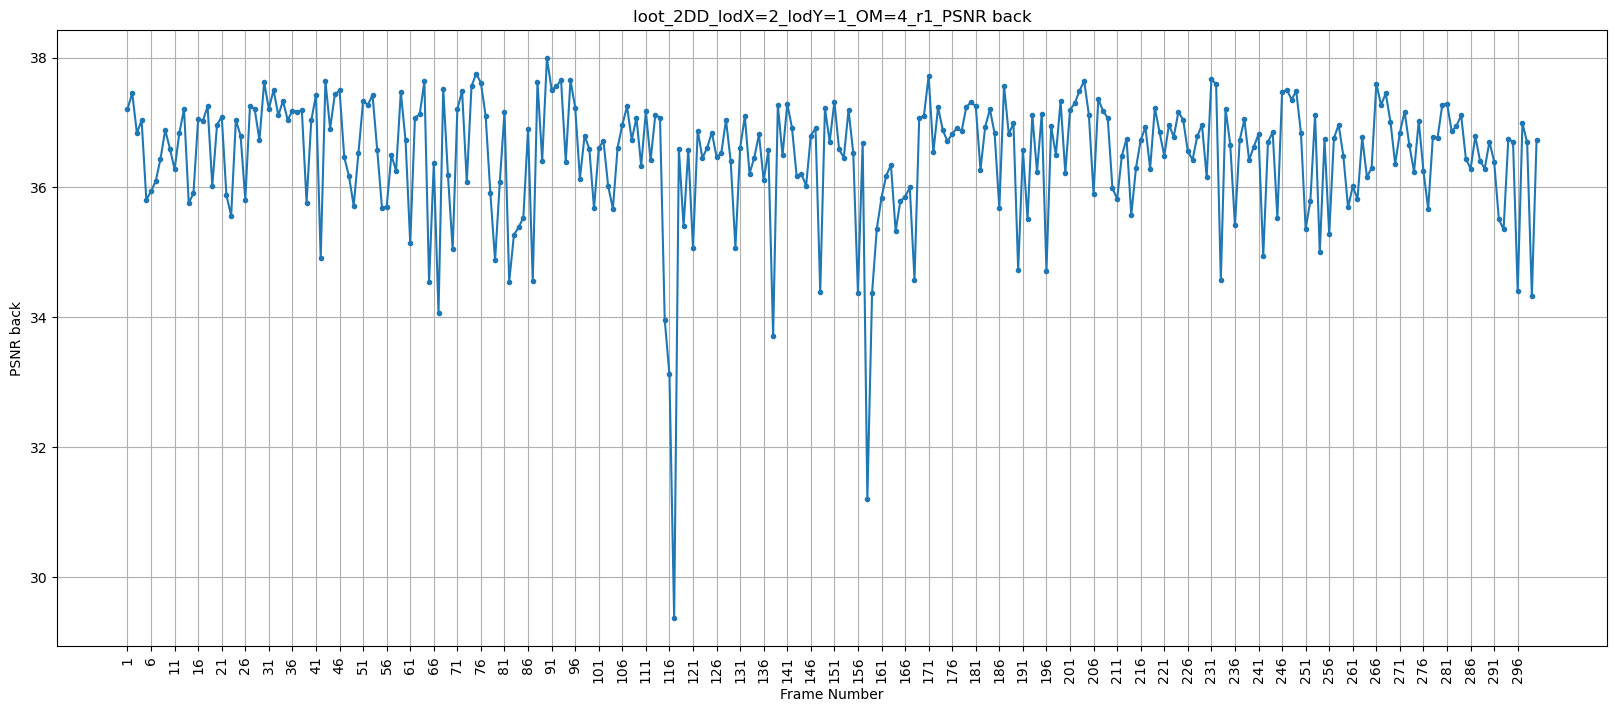 loot_2DD_lodX=2_lodY=1_OM=4_r1_PSNR back
38
36
34
32
30
PSNR back
1 6 11 16 21 26 31 36 41 46 51 56 61 66 71 76 81 86 91 96 101 106 111 116 121 126 131 136 141 146 151 156 161 166 171 176 181 186 191 196 201 206 211 216 221 226 231 236 241 246 251 256 261 266 271 276 281 286 291 296
Frame Number